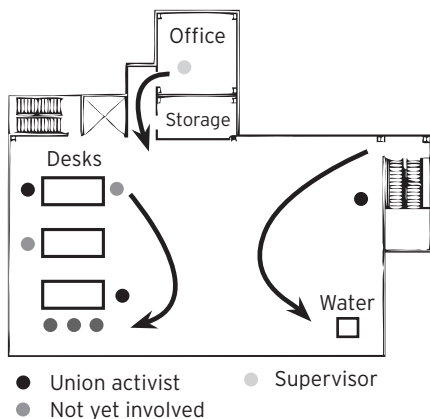 Office
Storage
Desks
Water
Union activist
Supervisor
Not yet involved